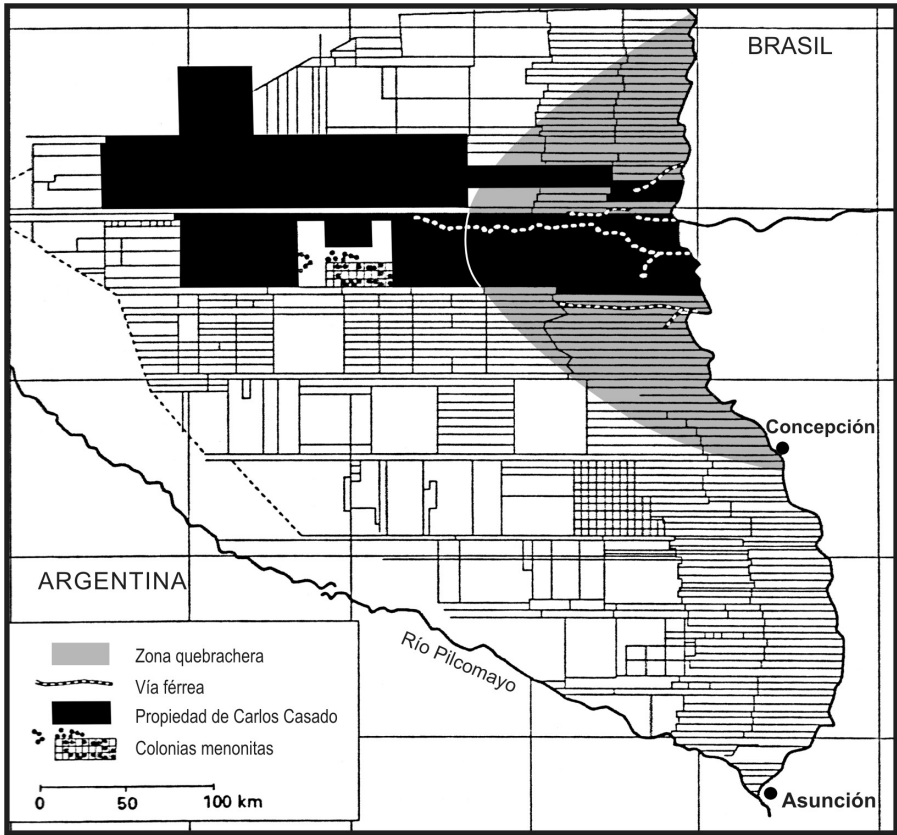 BRASIL
Concepción
ARGENTINA
Río Pilcomayo
Zona quebrachera
Vía férrea
Propiedad de Carlos Casado
Colonias menonitas
0 50 100 km
Asunción